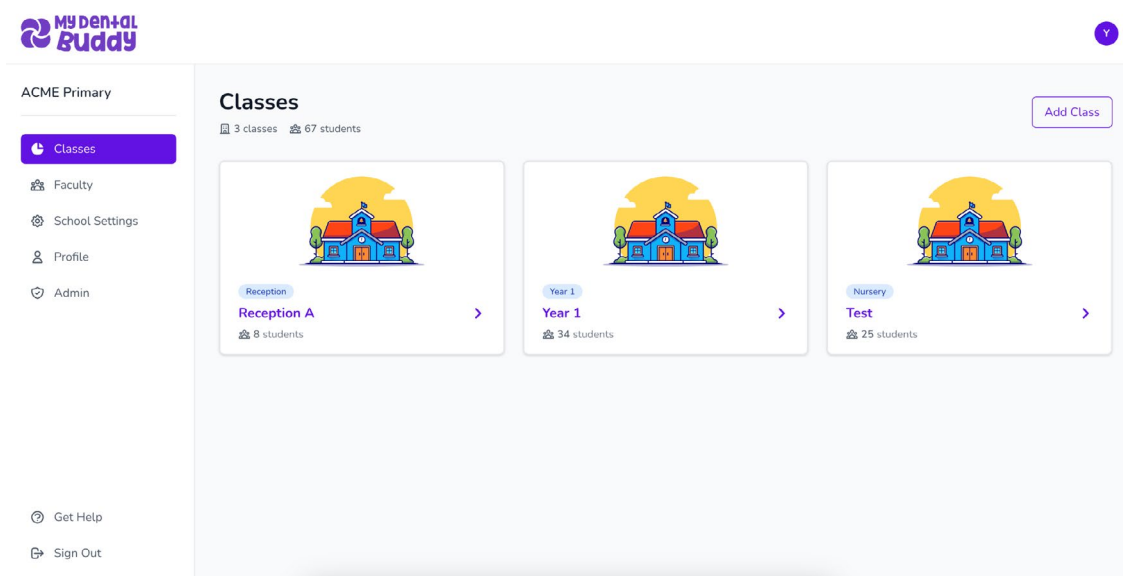 My Dental
Buddy
Y
ACME Primary
Classes
Faculty
School Settings
Profile
Admin
Get Help
Sign Out
Classes
3 classes 67 students
Add Class
Reception
Reception A
8 students
Year 1
Year 1
34 students
Nursery
Test
25 students